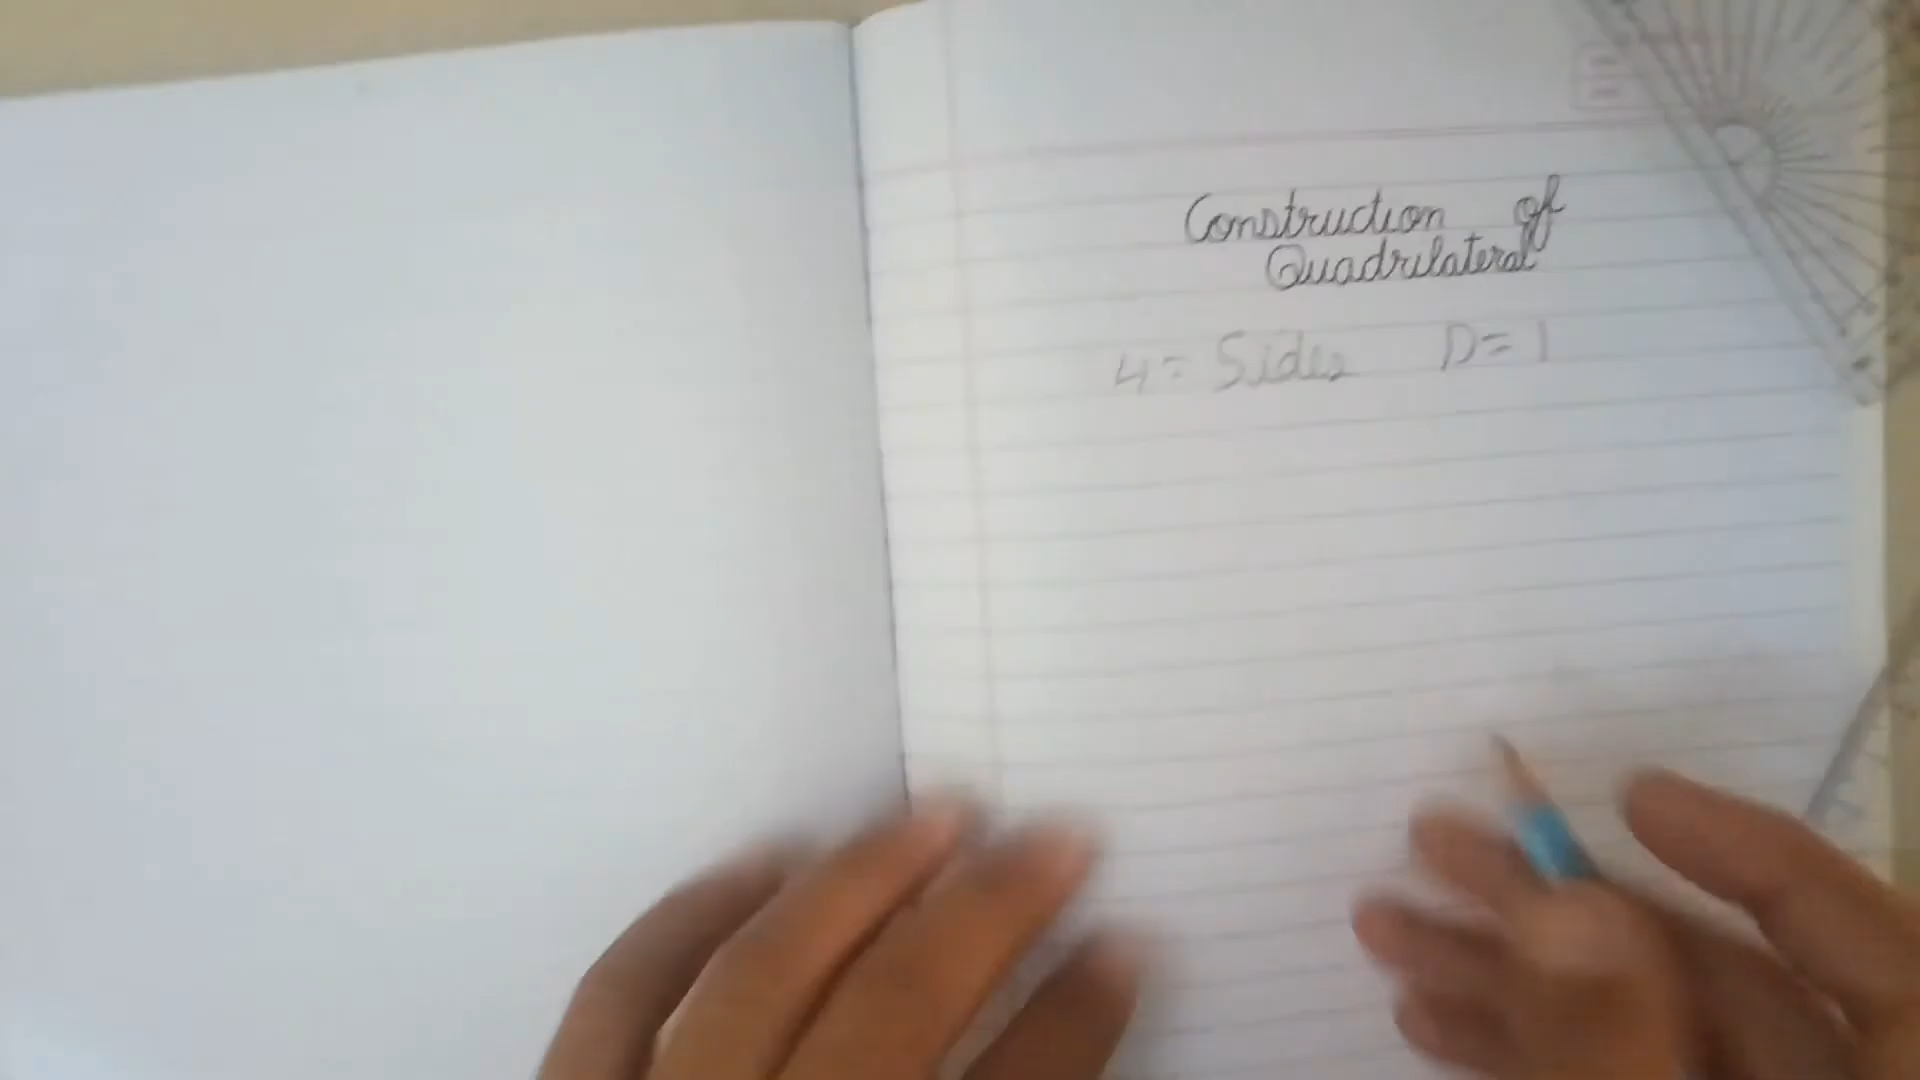 Construction of
Quadrilateral
4 = Sides D = 1